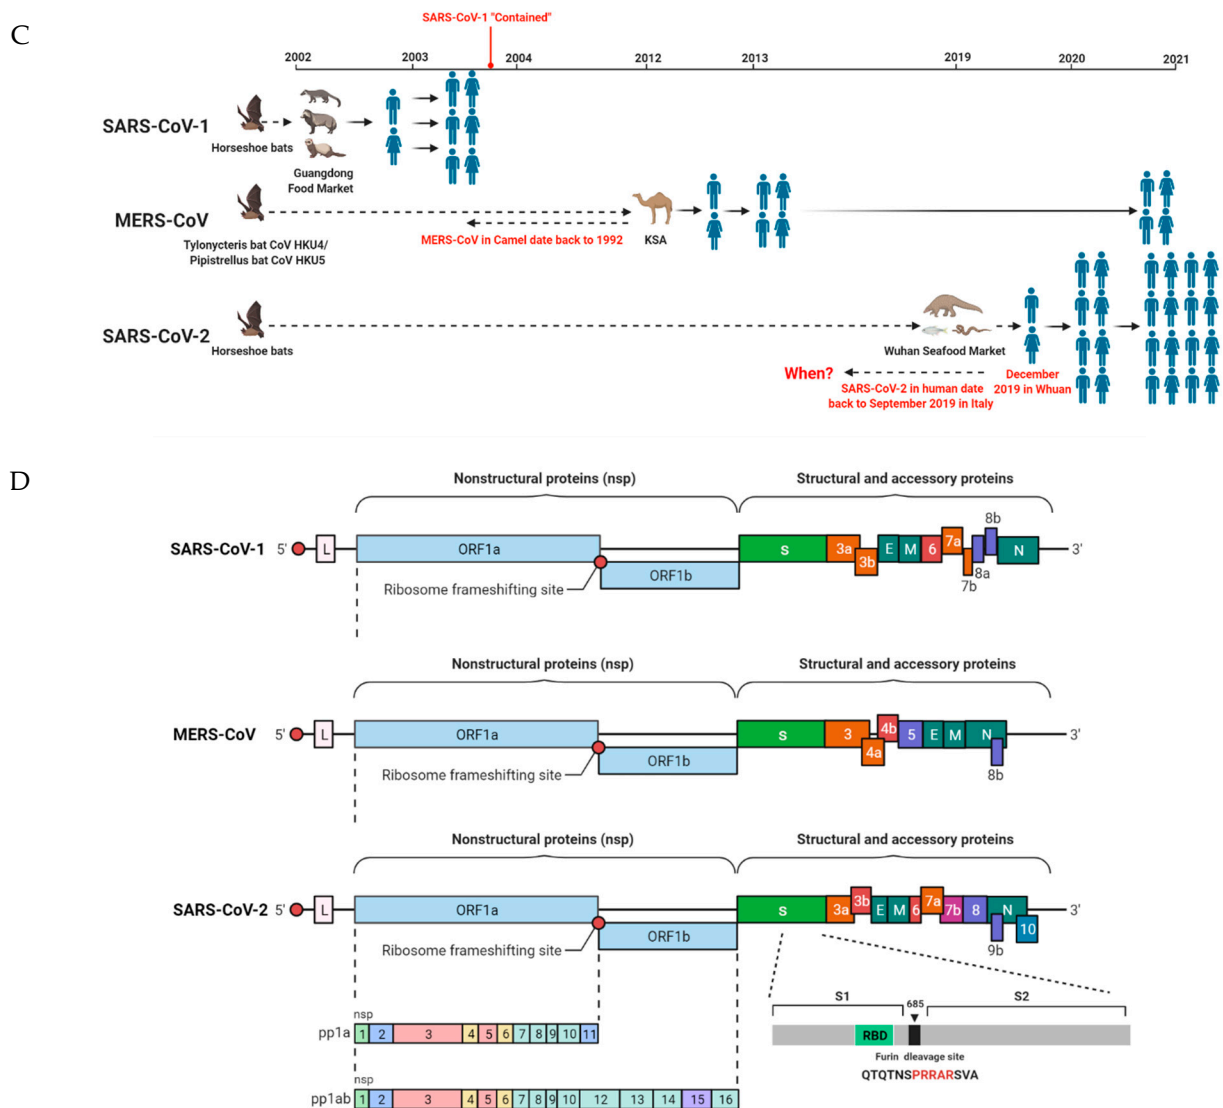 C
SARS-CoV-1 "Contained"
2002 2003 2004 2012 2013 2019 2020 2021
SARS-CoV-1
Horseshoe bats
Guangdong
Food Market
MERS-CoV
Tylonycteris bat CoV HKU4/
Pipistrellus bat CoV HKU5
MERS-CoV in Camel date back to 1992
KSA
SARS-CoV-2
Horseshoe bats
Wuhan Seafood Market
When?
SARS-CoV-2 in human date
back to September 2019 in Italy
December
2019 in Whuan
D
Nonstructural proteins (nsp) Structural and accessory proteins
SARS-CoV-1 5' L ORF1a S 3a 3b E M 6 7a 7b 8a 8b N 3'
ORF1b
Ribosome frameshifting site
Nonstructural proteins (nsp) Structural and accessory proteins
MERS-CoV 5' L ORF1a S 3 4a 4b 5 E M N 8b 3'
ORF1b
Ribosome frameshifting site
Nonstructural proteins (nsp) Structural and accessory proteins
SARS-CoV-2 5' L ORF1a S 3a 3b E M 6 7a 7b 8 N 9b 10 3'
ORF1b
Ribosome frameshifting site
nsp
pp1a 1 2 3 4 5 6 7 8 9 10 11
nsp
pp1ab 1 2 3 4 5 6 7 8 9 10 12 13 14 15 16
S1 685 S2
RBD
Furin dleavage site
QTQTNSPRRARSVA